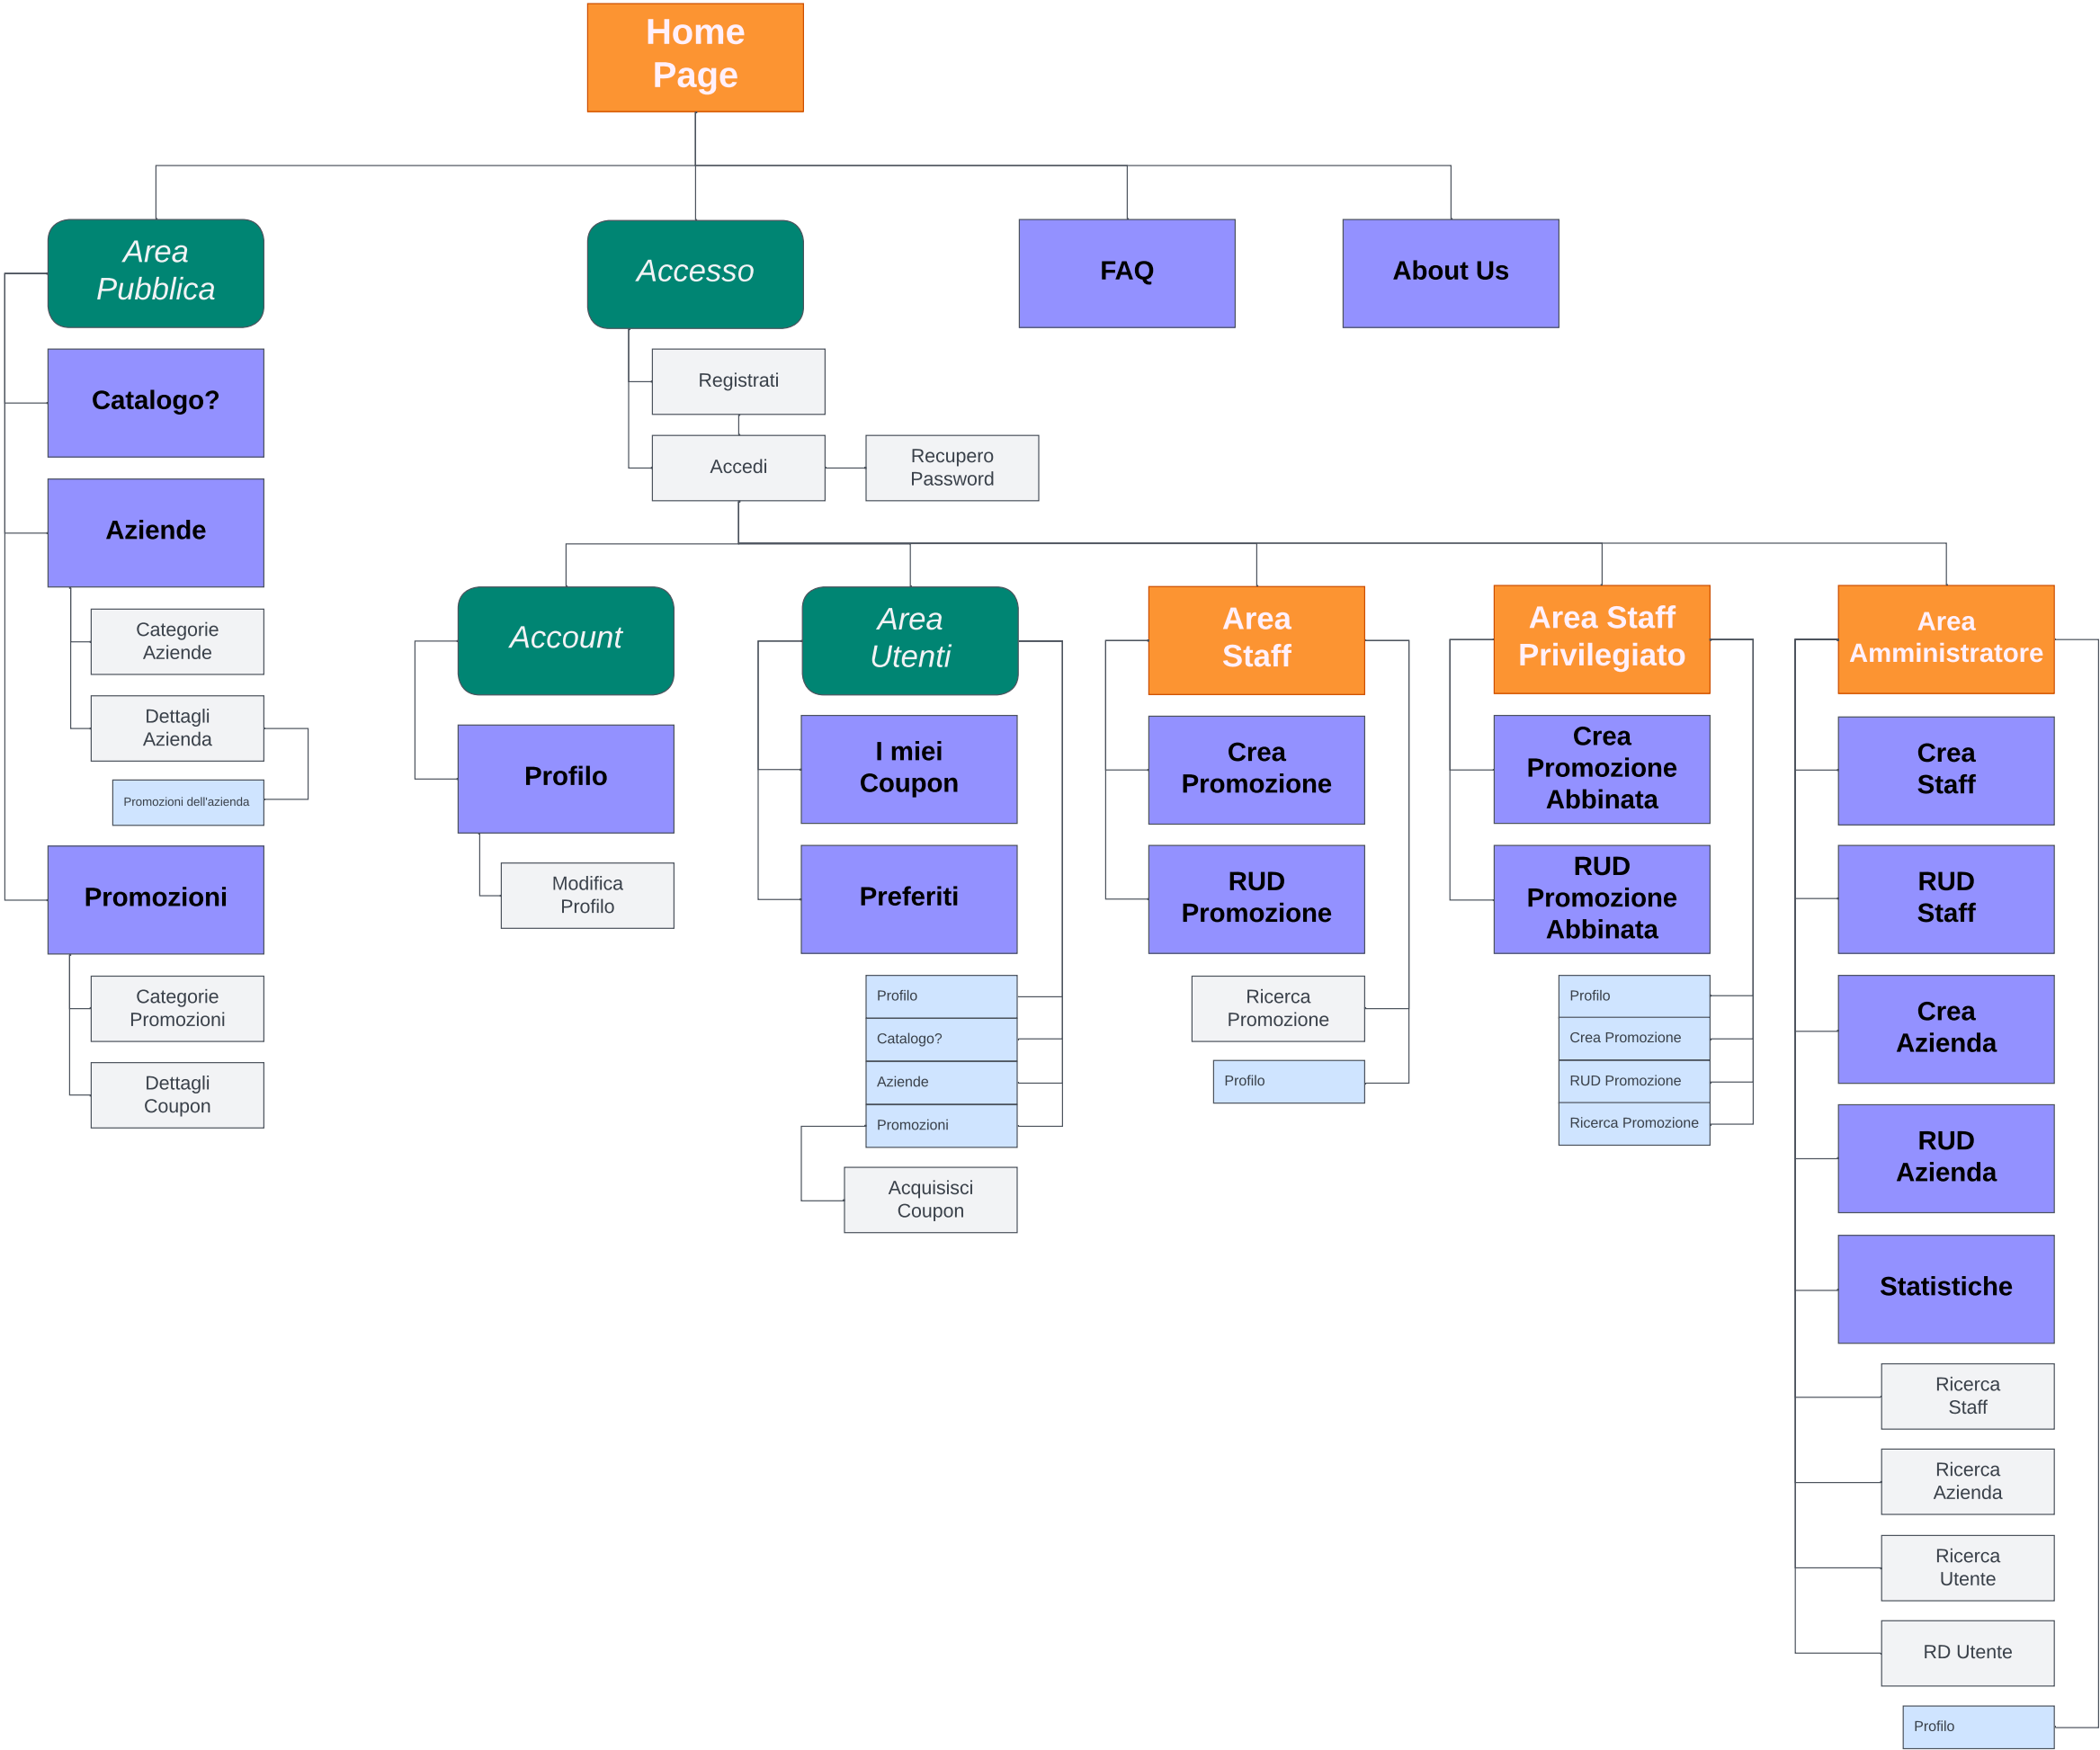 Home
Page
Area
Pubblica
Accesso
FAQ
About Us
Catalogo?
Aziende
Categorie
Aziende
Dettagli
Azienda
Promozioni dell'azienda
Promozioni
Categorie
Promozioni
Dettagli
Coupon
Registrati
Accedi
Recupero
Password
Account
Profilo
Modifica
Profilo
Area
Utenti
I miei
Coupon
Preferiti
Profilo
Catalogo?
Aziende
Promozioni
Acquisisci
Coupon
Area
Staff
Crea
Promozione
RUD
Promozione
Ricerca
Promozione
Profilo
Area Staff
Privilegiato
Crea
Promozione
Abbinata
RUD
Promozione
Abbinata
Profilo
Crea Promozione
RUD Promozione
Ricerca Promozione
Area
Amministratore
Crea
Staff
RUD
Staff
Crea
Azienda
RUD
Azienda
Statistiche
Ricerca
Staff
Ricerca
Azienda
Ricerca
Utente
RD Utente
Profilo